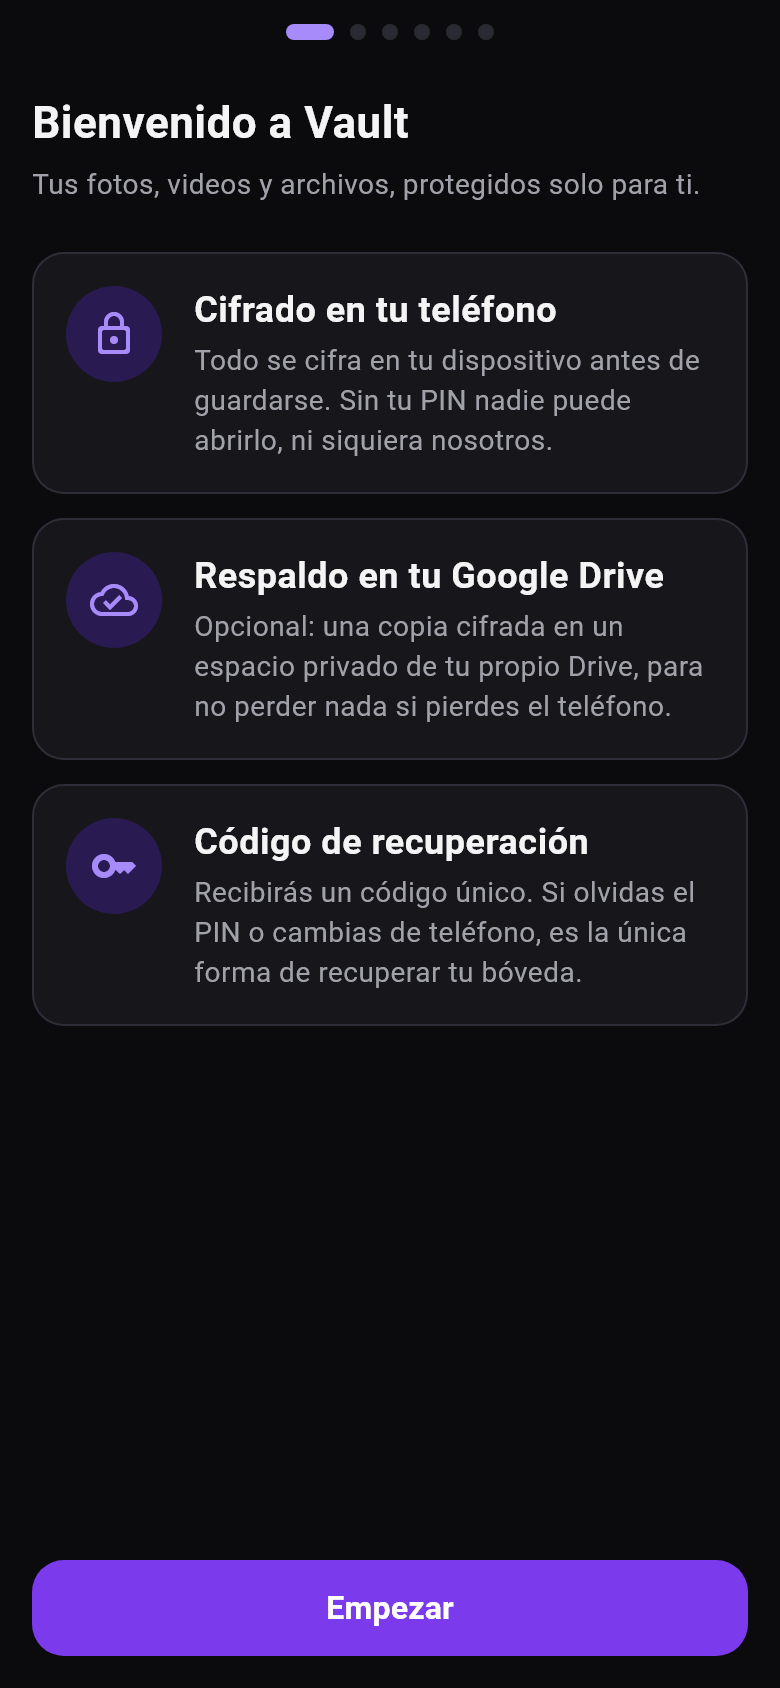 Bienvenido a Vault
Tus fotos, videos y archivos, protegidos solo para ti.
Cifrado en tu teléfono
Todo se cifra en tu dispositivo antes de
guardarse. Sin tu PIN nadie puede
abrirlo, ni siquiera nosotros.
Respaldo en tu Google Drive
Opcional: una copia cifrada en un
espacio privado de tu propio Drive, para
no perder nada si pierdes el teléfono.
Código de recuperación
Recibirás un código único. Si olvidas el
PIN o cambias de teléfono, es la única
forma de recuperar tu bóveda.
Empezar